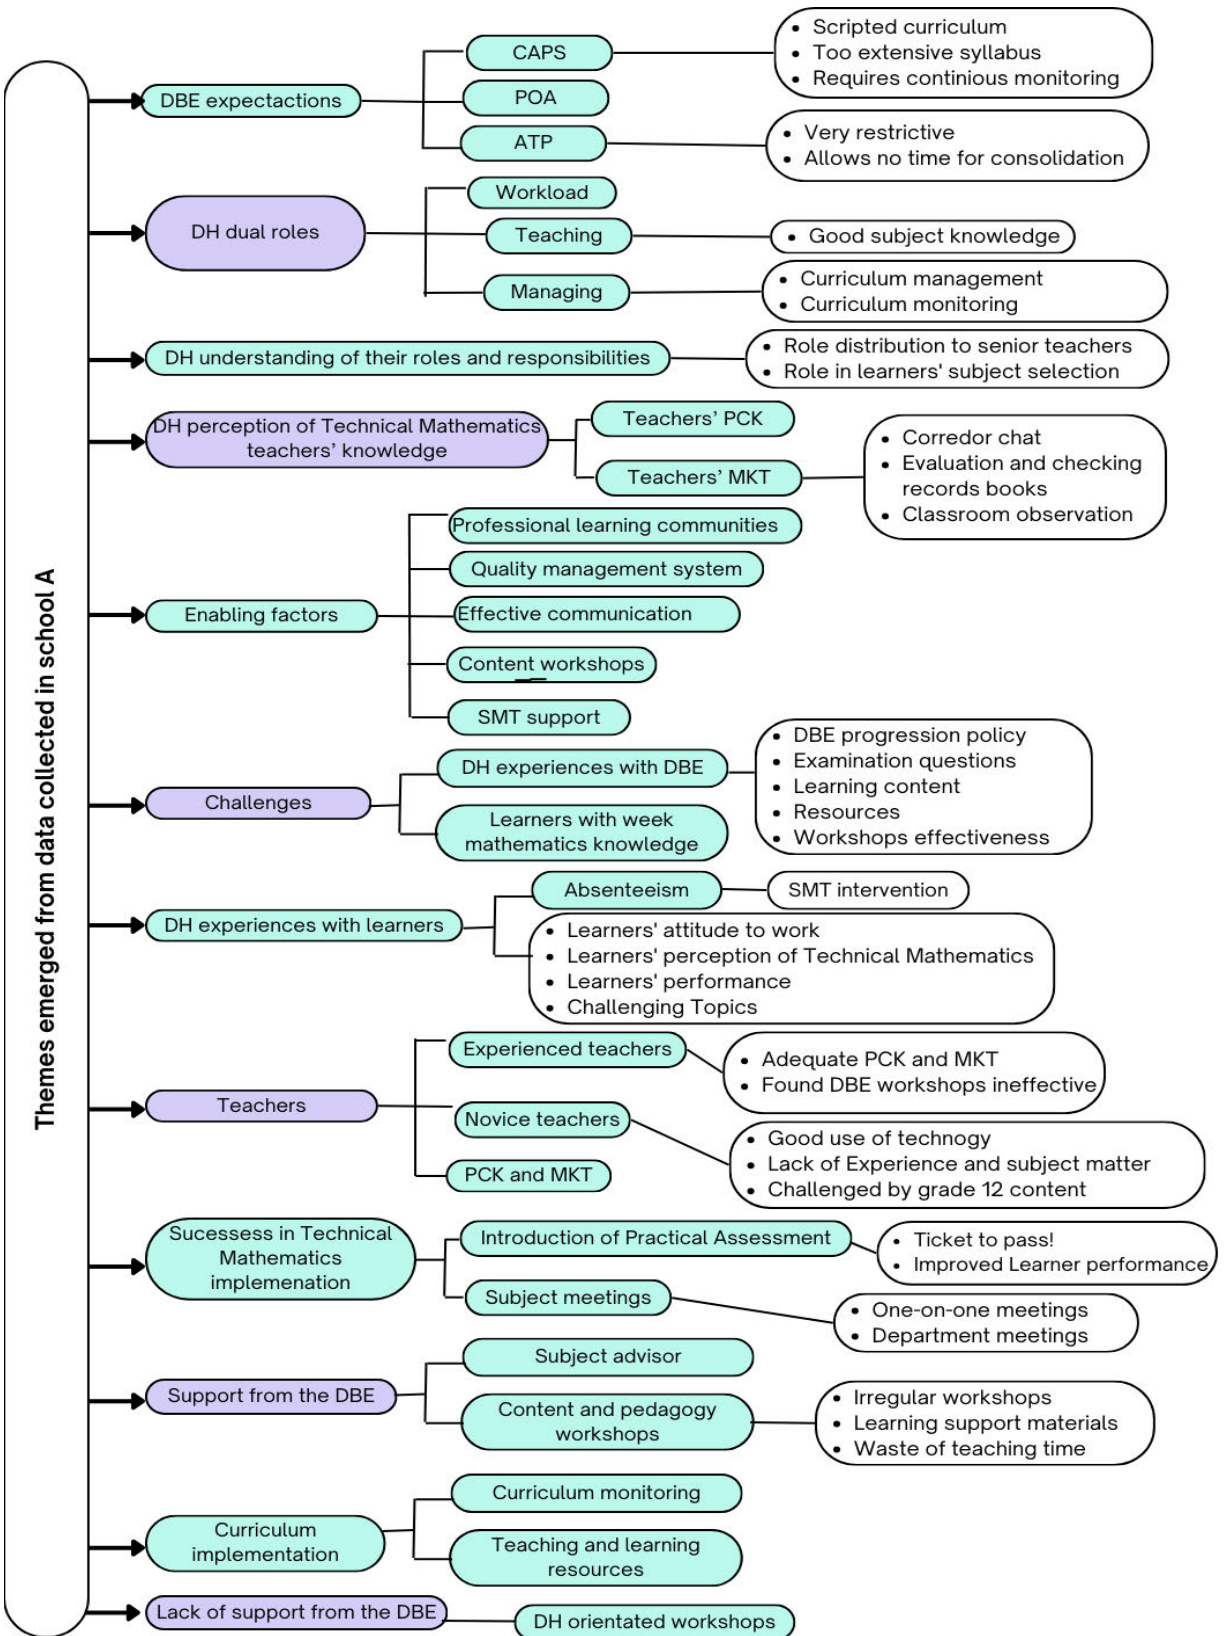 Themes emerged from data collected in school A
DBE expectactions
CAPS
• Scripted curriculum
• Too extensive syllabus
• Requires continious monitoring
POA
ATP
• Very restrictive
• Allows no time for consolidation
DH dual roles
Workload
Teaching
• Good subject knowledge
Managing
• Curriculum management
• Curriculum monitoring
DH understanding of their roles and responsibilities
• Role distribution to senior teachers
• Role in learners' subject selection
DH perception of Technical Mathematics
teachers’ knowledge
Teachers’ PCK
Teachers’ MKT
• Corredor chat
• Evaluation and checking
records books
• Classroom observation
Enabling factors
Professional learning communities
Quality management system
Effective communication
Content workshops
SMT support
Challenges
DH experiences with DBE
• DBE progression policy
• Examination questions
• Learning content
• Resources
• Workshops effectiveness
Learners with week
mathematics knowledge
DH experiences with learners
Absenteeism
SMT intervention
• Learners' attitude to work
• Learners' perception of Technical Mathematics
• Learners' performance
• Challenging Topics
Teachers
Experienced teachers
• Adequate PCK and MKT
• Found DBE workshops ineffective
Novice teachers
• Good use of technogy
• Lack of Experience and subject matter
• Challenged by grade 12 content
PCK and MKT
Sucessess in Technical
Mathematics
implemenation
Introduction of Practical Assessment
• Ticket to pass!
• Improved Learner performance
Subject meetings
• One-on-one meetings
• Department meetings
Support from the DBE
Subject advisor
Content and pedagogy
workshops
• Irregular workshops
• Learning support materials
• Waste of teaching time
Curriculum
implementation
Curriculum monitoring
Teaching and learning
resources
Lack of support from the DBE
DH orientated workshops